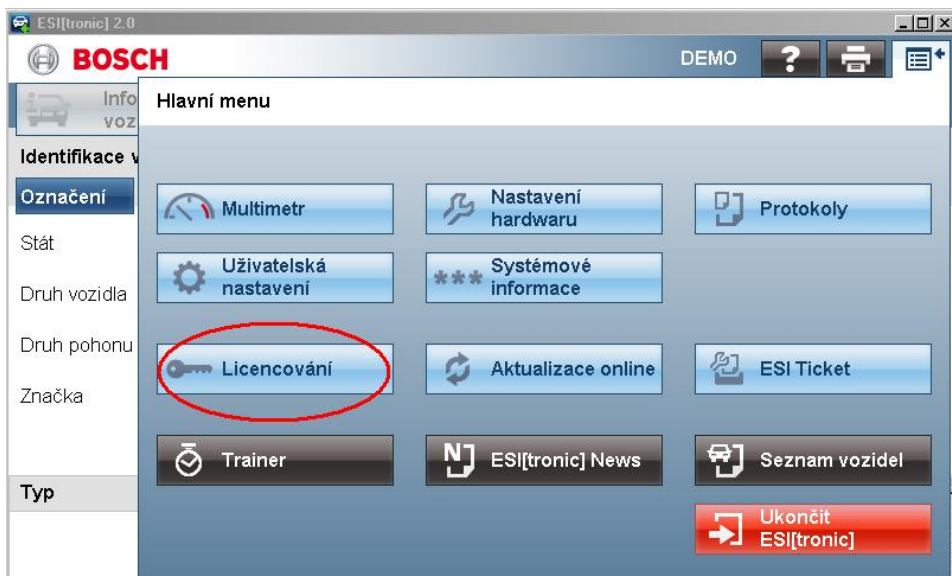 ESI[tronic] 2.0
BOSCH
DEMO
?
Info
voz
Hlavní menu
Identifikace v
Označení
Stát
Druh vozidla
Druh pohonu
Značka
Typ
Multimetr
Nastavení
hardwaru
Protokoly
Uživatelská
nastavení
***
Systémové
informace
Licencování
Aktualizace online
ESI Ticket
Trainer
N
ESI[tronic] News
Seznam vozidel
Ukončit
ESI[tronic]